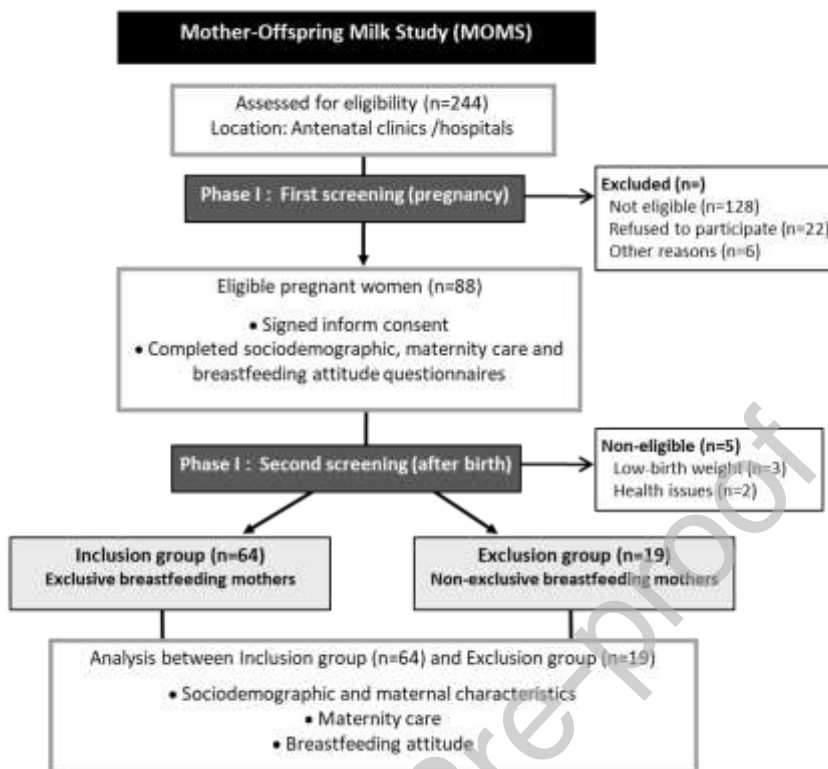 Mother-Offspring Milk Study (MOMS)
Assessed for eligibility (n=244)
Location: Antenatal clinics /hospitals
Phase I : First screening (pregnancy)
Excluded (n=)
Not eligible (n=128)
Refused to participate (n=22)
Other reasons (n=6)
Eligible pregnant women (n=88)
• Signed inform consent
• Completed sociodemographic, maternity care and
breastfeeding attitude questionnaires
Phase I : Second screening (after birth)
Non-eligible (n=5)
Low-birth weight (n=3)
Health issues (n=2)
Inclusion group (n=64)
Exclusive breastfeeding mothers
Exclusion group (n=19)
Non-exclusive breastfeeding mothers
Analysis between Inclusion group (n=64) and Exclusion group (n=19)
• Sociodemographic and maternal characteristics
• Maternity care
• Breastfeeding attitude
re-proof